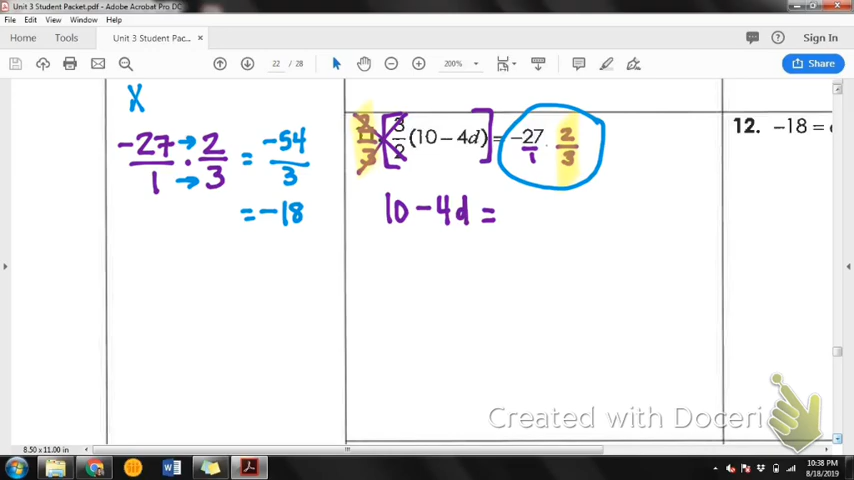 Unit 3 Student Packet.pdf - Adobe Acrobat Pro DC
File Edit View Window Help
Home Tools Unit 3 Student Pac... × Sign In
22 / 28 200% Share
X
-27/1 · 2/3 = -54/3
= -18
[3/2(10 - 4d)] = -27/1 · 2/3
10 - 4d =
12. -18 =
Created with Doceri
8.50 x 11.00 in
10:38 PM
8/18/2019